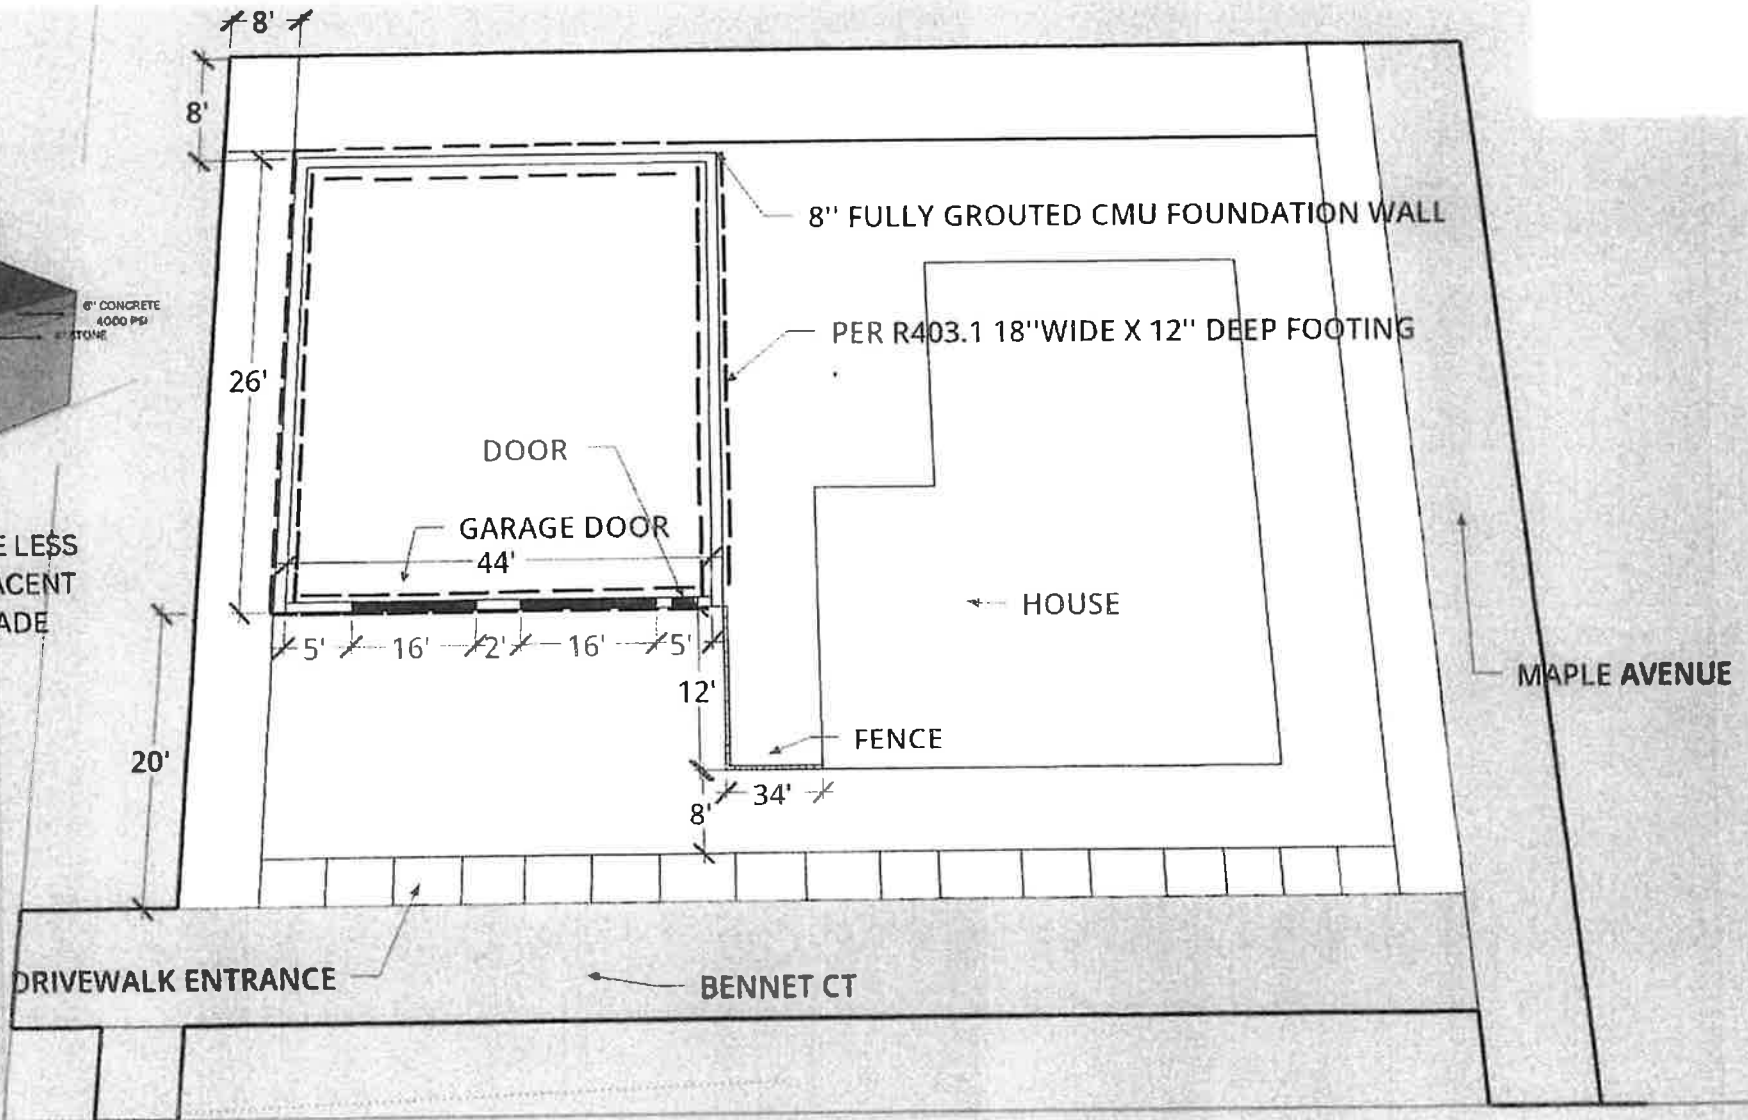 8'
8'
8" FULLY GROUTED CMU FOUNDATION WALL
6" CONCRETE
4000 PSI
STONE
PER R403.1 18"WIDE X 12" DEEP FOOTING
26'
DOOR
GARAGE DOOR
44'
E LESS
ACENT
ADE
HOUSE
5' 16' 2' 16' 5'
12'
MAPLE AVENUE
FENCE
20'
34'
8'
DRIVEWALK ENTRANCE
BENNET CT